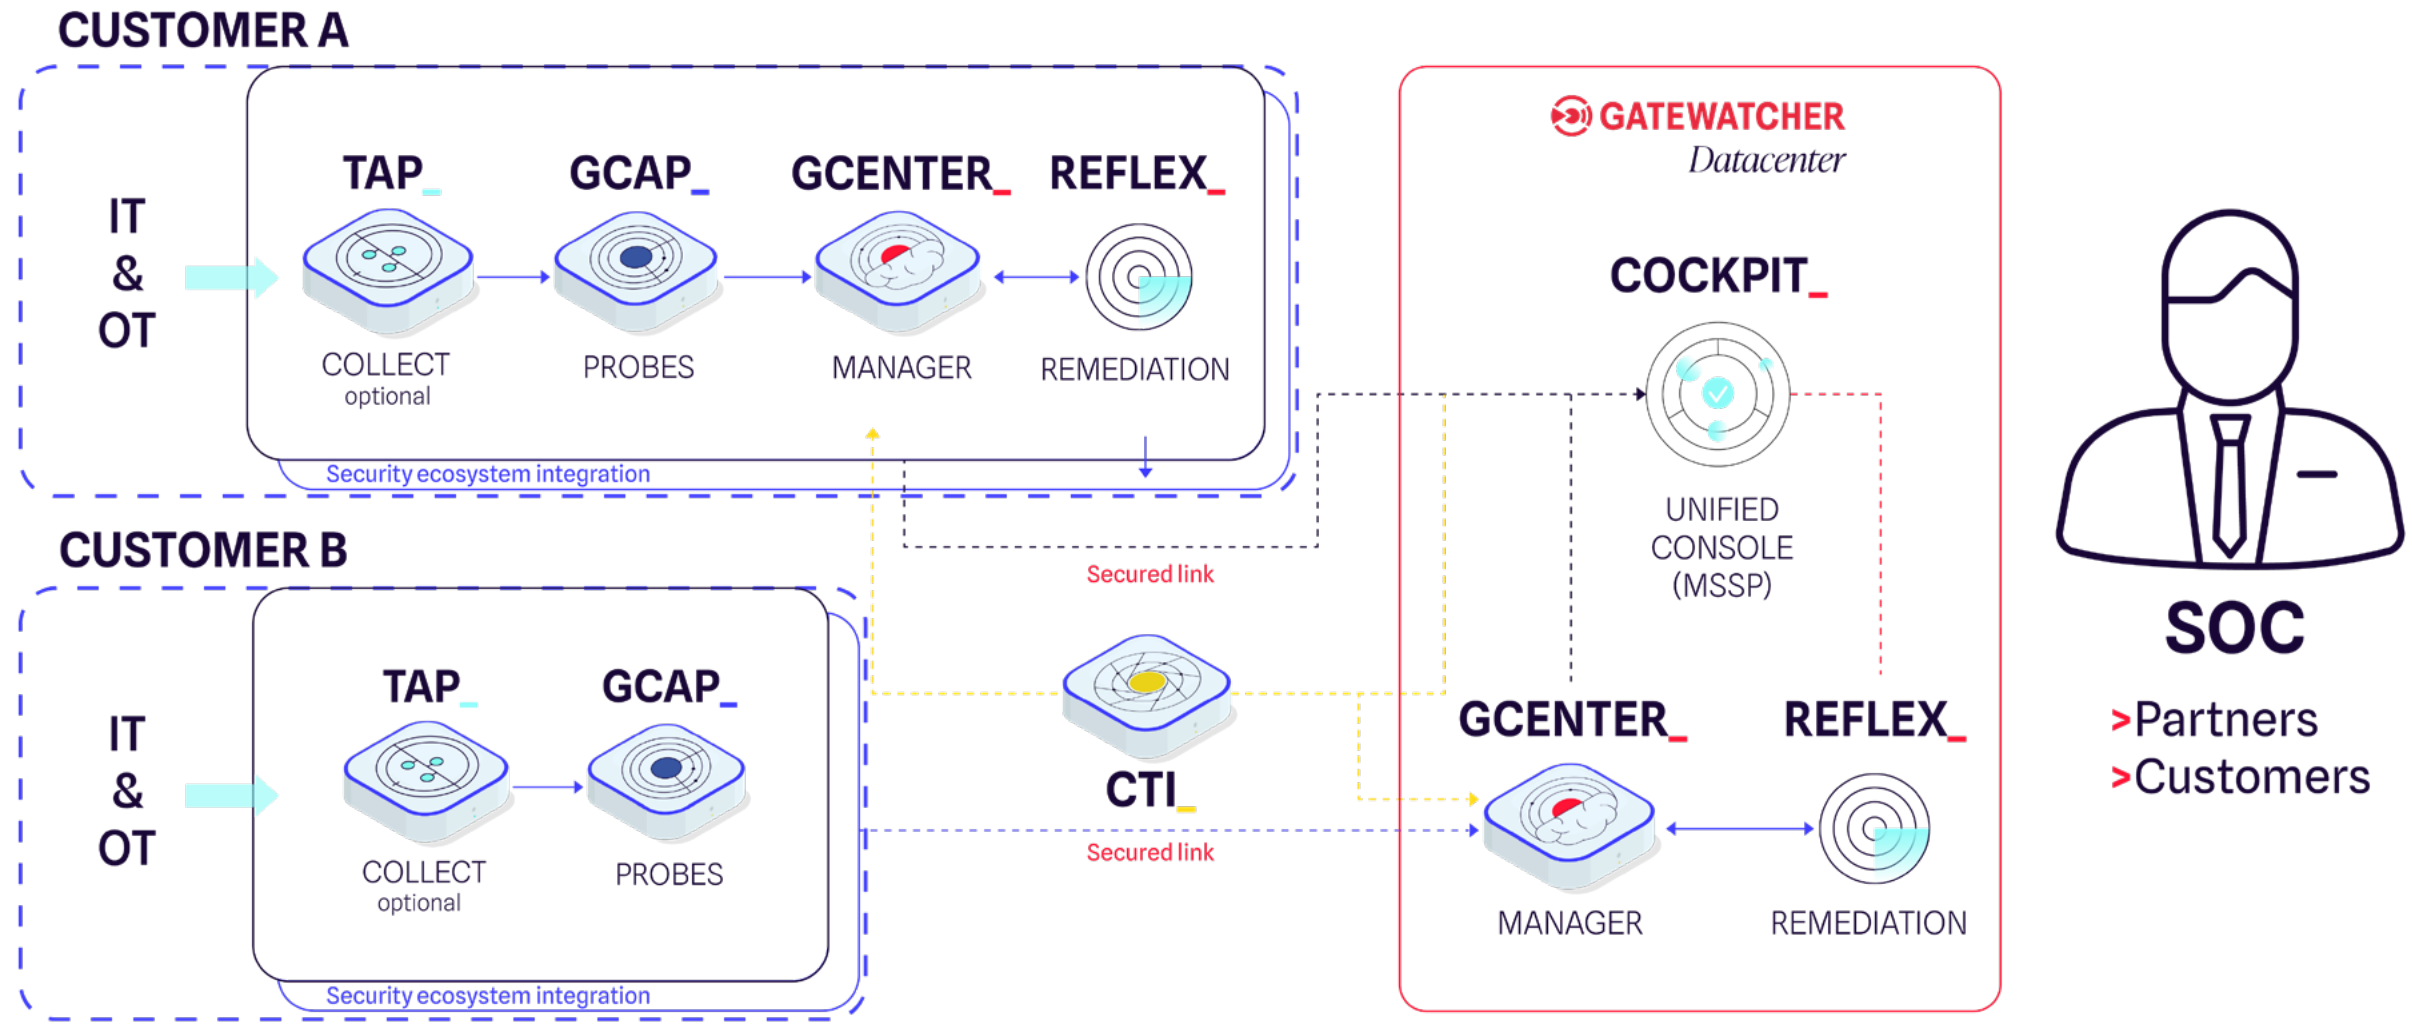 CUSTOMER A
IT
&
OT
TAP_
COLLECT
optional
GCAP_
PROBES
GCENTER_
MANAGER
REFLEX_
REMEDIATION
Security ecosystem integration
CUSTOMER B
IT
&
OT
TAP_
COLLECT
optional
GCAP_
PROBES
Security ecosystem integration
Secured link
CTI_
Secured link
GATEWATCHER
Datacenter
COCKPIT_
UNIFIED
CONSOLE
(MSSP)
GCENTER_
MANAGER
REFLEX_
REMEDIATION
SOC
>Partners
>Customers